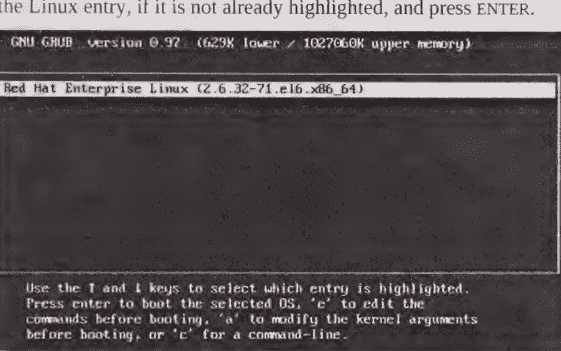 the Linux entry, if it is not already highlighted, and press ENTER.
GNU GRUB version 0.97 (629K lower / 1027060K upper memory)
Red Hat Enterprise Linux (2.6.32-71.el6.x86_64)
Use the ↑ and ↓ keys to select which entry is highlighted.
Press enter to boot the selected OS, 'e' to edit the
commands before booting, 'a' to modify the kernel arguments
before booting, or 'c' for a command-line.